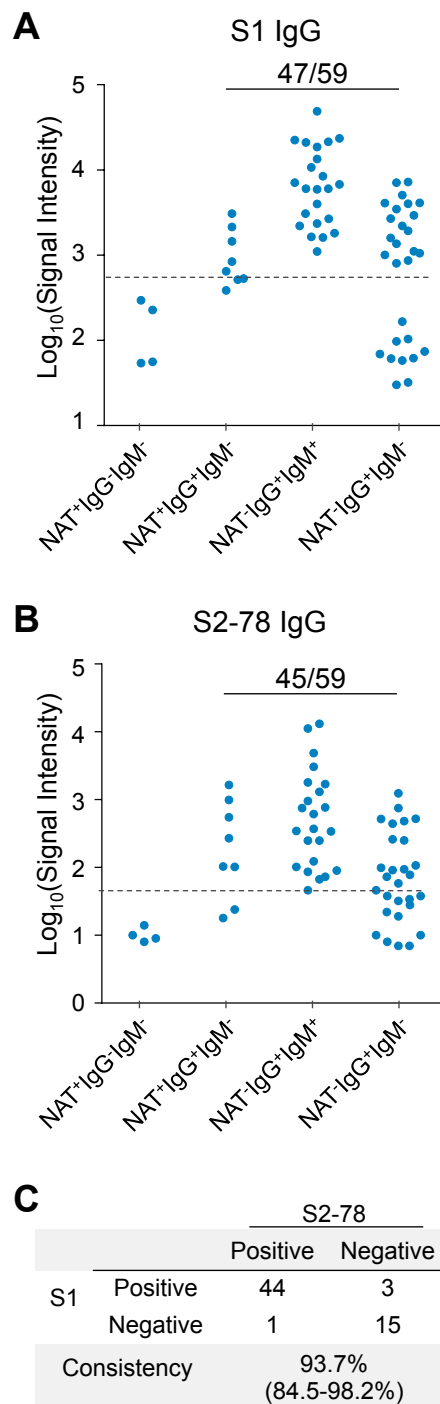 A
S1 IgG
47/59
Log₁₀(Signal Intensity)
5
4
3
2
1
NAT⁺IgG⁻IgM⁻
NAT⁺IgG⁺IgM⁻
NAT⁻IgG⁺IgM⁺
NAT⁻IgG⁺IgM⁻
B
S2-78 IgG
45/59
Log₁₀(Signal Intensity)
5
4
3
2
1
0
NAT⁺IgG⁻IgM⁻
NAT⁺IgG⁺IgM⁻
NAT⁻IgG⁺IgM⁺
NAT⁻IgG⁺IgM⁻
C
S2-78
Positive Negative
S1 Positive 44 3
Negative 1 15
Consistency 93.7%
(84.5-98.2%)